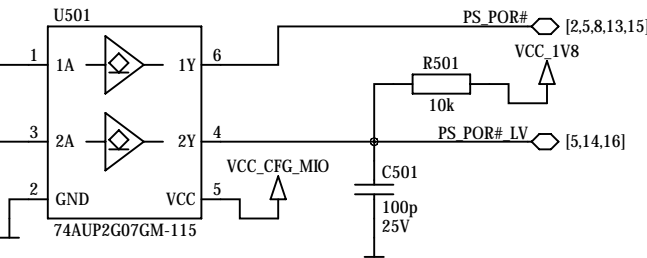 U501
PS_POR#
[2,5,8,13,15]
1
1A
1Y
6
R501
VCC_1V8
10k
3
2A
2Y
4
PS_POR#_LV
[5,14,16]
VCC_CFG_MIO
2
GND
VCC
5
C501
100p
25V
74AUP2G07GM-115